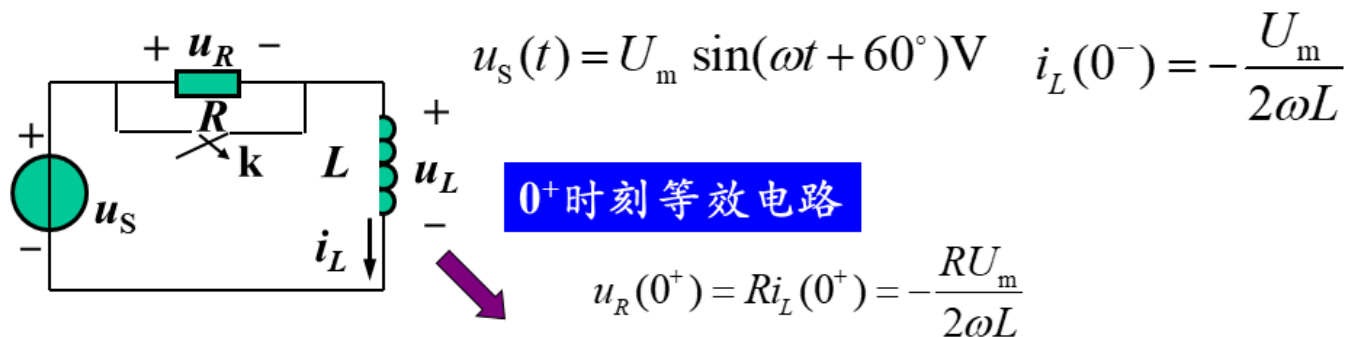 + u_R −
u_S(t) = U_m sin(ωt + 60°)V
i_L(0⁻) = −U_m/(2ωL)
R
k
+
u_S
−
L
+
u_L
−
i_L
0⁺时刻等效电路
u_R(0⁺) = Ri_L(0⁺) = −RU_m/(2ωL)